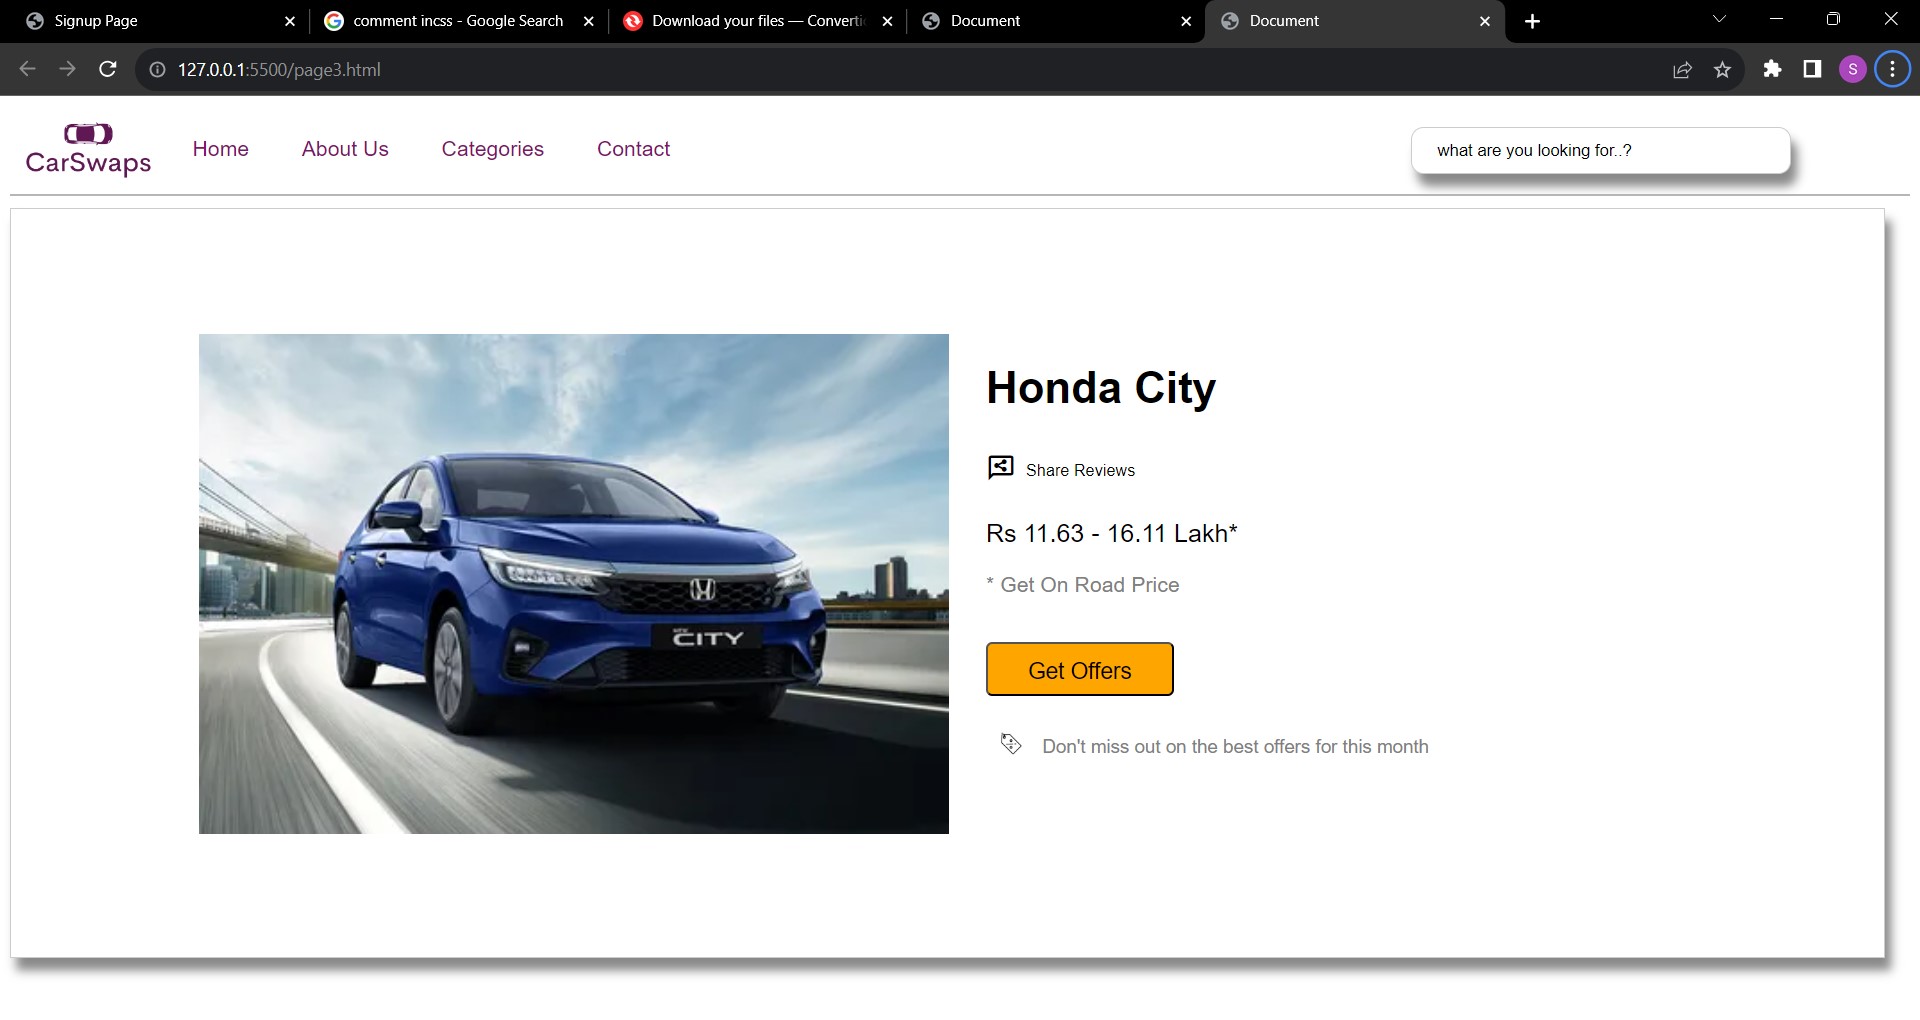 Signup Page
comment incss - Google Search
Download your files — Converti
Document
Document
127.0.0.1:5500/page3.html
S
CarSwaps
Home
About Us
Categories
Contact
what are you looking for..?
Honda City
Share Reviews
Rs 11.63 - 16.11 Lakh*
* Get On Road Price
Get Offers
Don't miss out on the best offers for this month
CITY